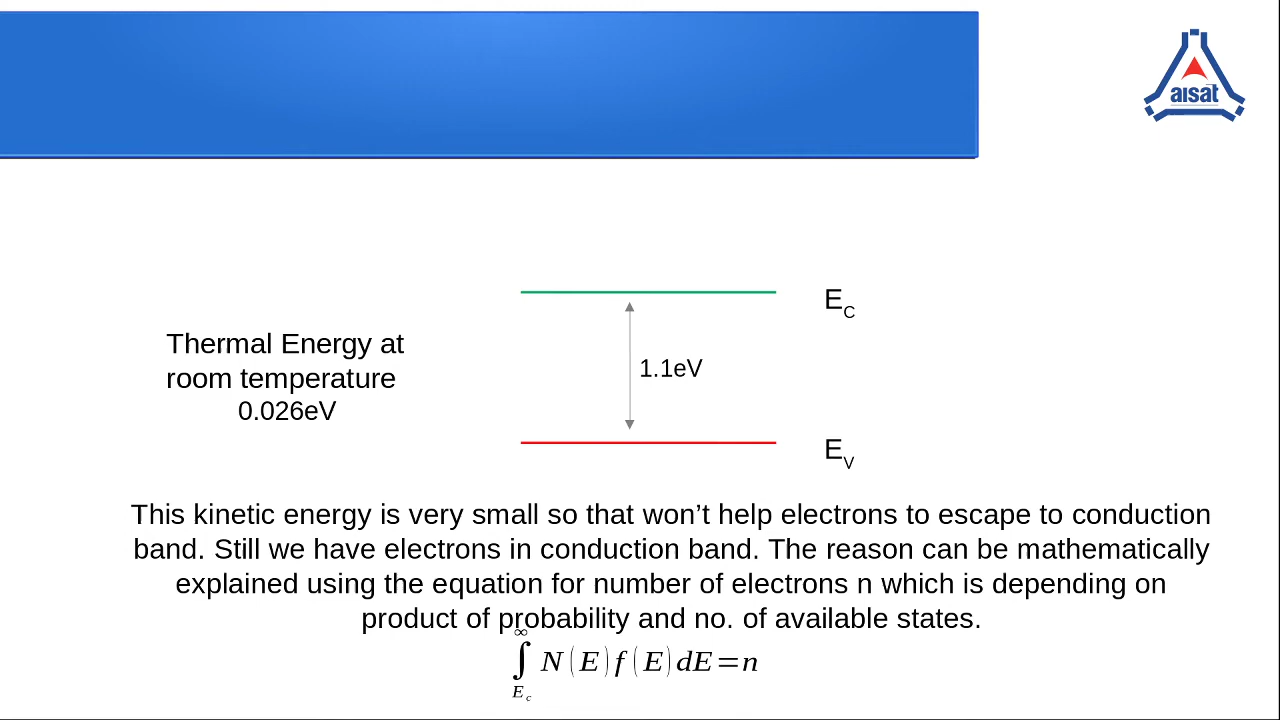 aisat
E_C
Thermal Energy at
room temperature
0.026eV
1.1eV
E_V
This kinetic energy is very small so that won’t help electrons to escape to conduction
band. Still we have electrons in conduction band. The reason can be mathematically
explained using the equation for number of electrons n which is depending on
product of probability and no. of available states.
∫_{E_c}^{∞} N(E)f(E)dE=n